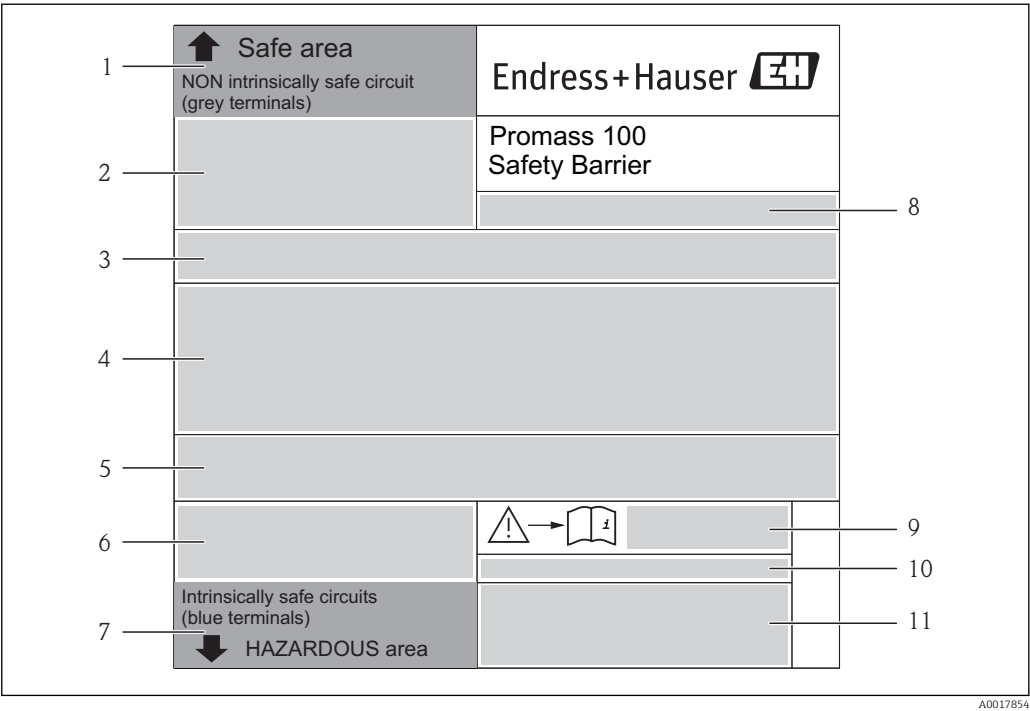 1
Safe area
NON intrinsically safe circuit
(grey terminals)
Endress+Hauser EH
Promass 100
Safety Barrier
2
8
3
4
5
6
i
9
10
Intrinsically safe circuits
(blue terminals)
7
HAZARDOUS area
11
A0017854